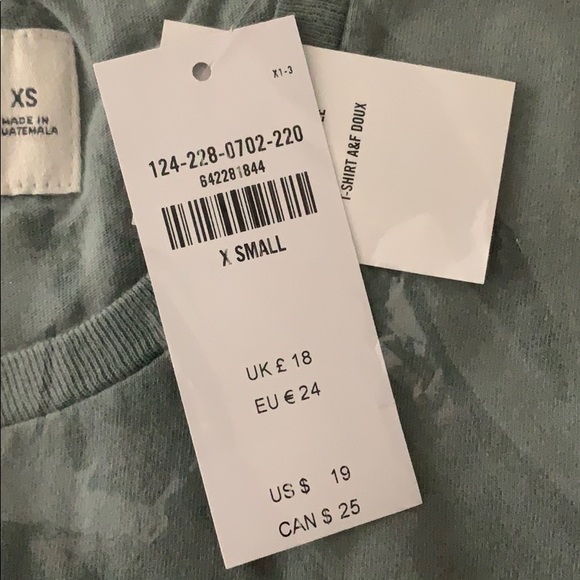 XS
MADE IN
UATEMALA
X1-3
124-228-0702-220
642281844
X SMALL
UK £ 18
EU € 24
US $ 19
CAN $ 25
T-SHIRT A&F DOUX